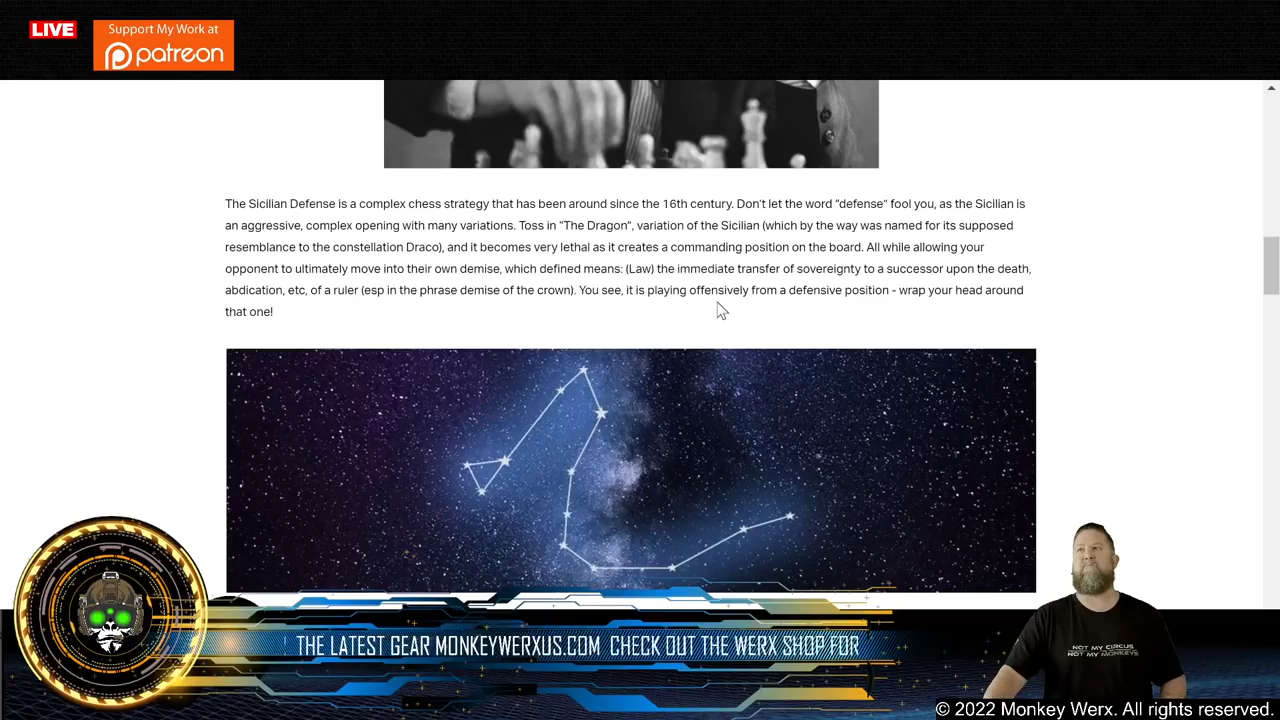 LIVE
Support My Work at
patreon
The Sicilian Defense is a complex chess strategy that has been around since the 16th century. Don't let the word "defense" fool you, as the Sicilian is
an aggressive, complex opening with many variations. Toss in "The Dragon", variation of the Sicilian (which by the way was named for its supposed
resemblance to the constellation Draco), and it becomes very lethal as it creates a commanding position on the board. All while allowing your
opponent to ultimately move into their own demise, which defined means: (Law) the immediate transfer of sovereignty to a successor upon the death,
abdication, etc, of a ruler (esp in the phrase demise of the crown). You see, it is playing offensively from a defensive position - wrap your head around
that one!
THE LATEST GEAR MONKEYWERXUS.COM CHECK OUT THE WERX SHOP FOR
NOT MY CIRCUS
NOT MY MONKEYS
© 2022 Monkey Werx. All rights reserved.